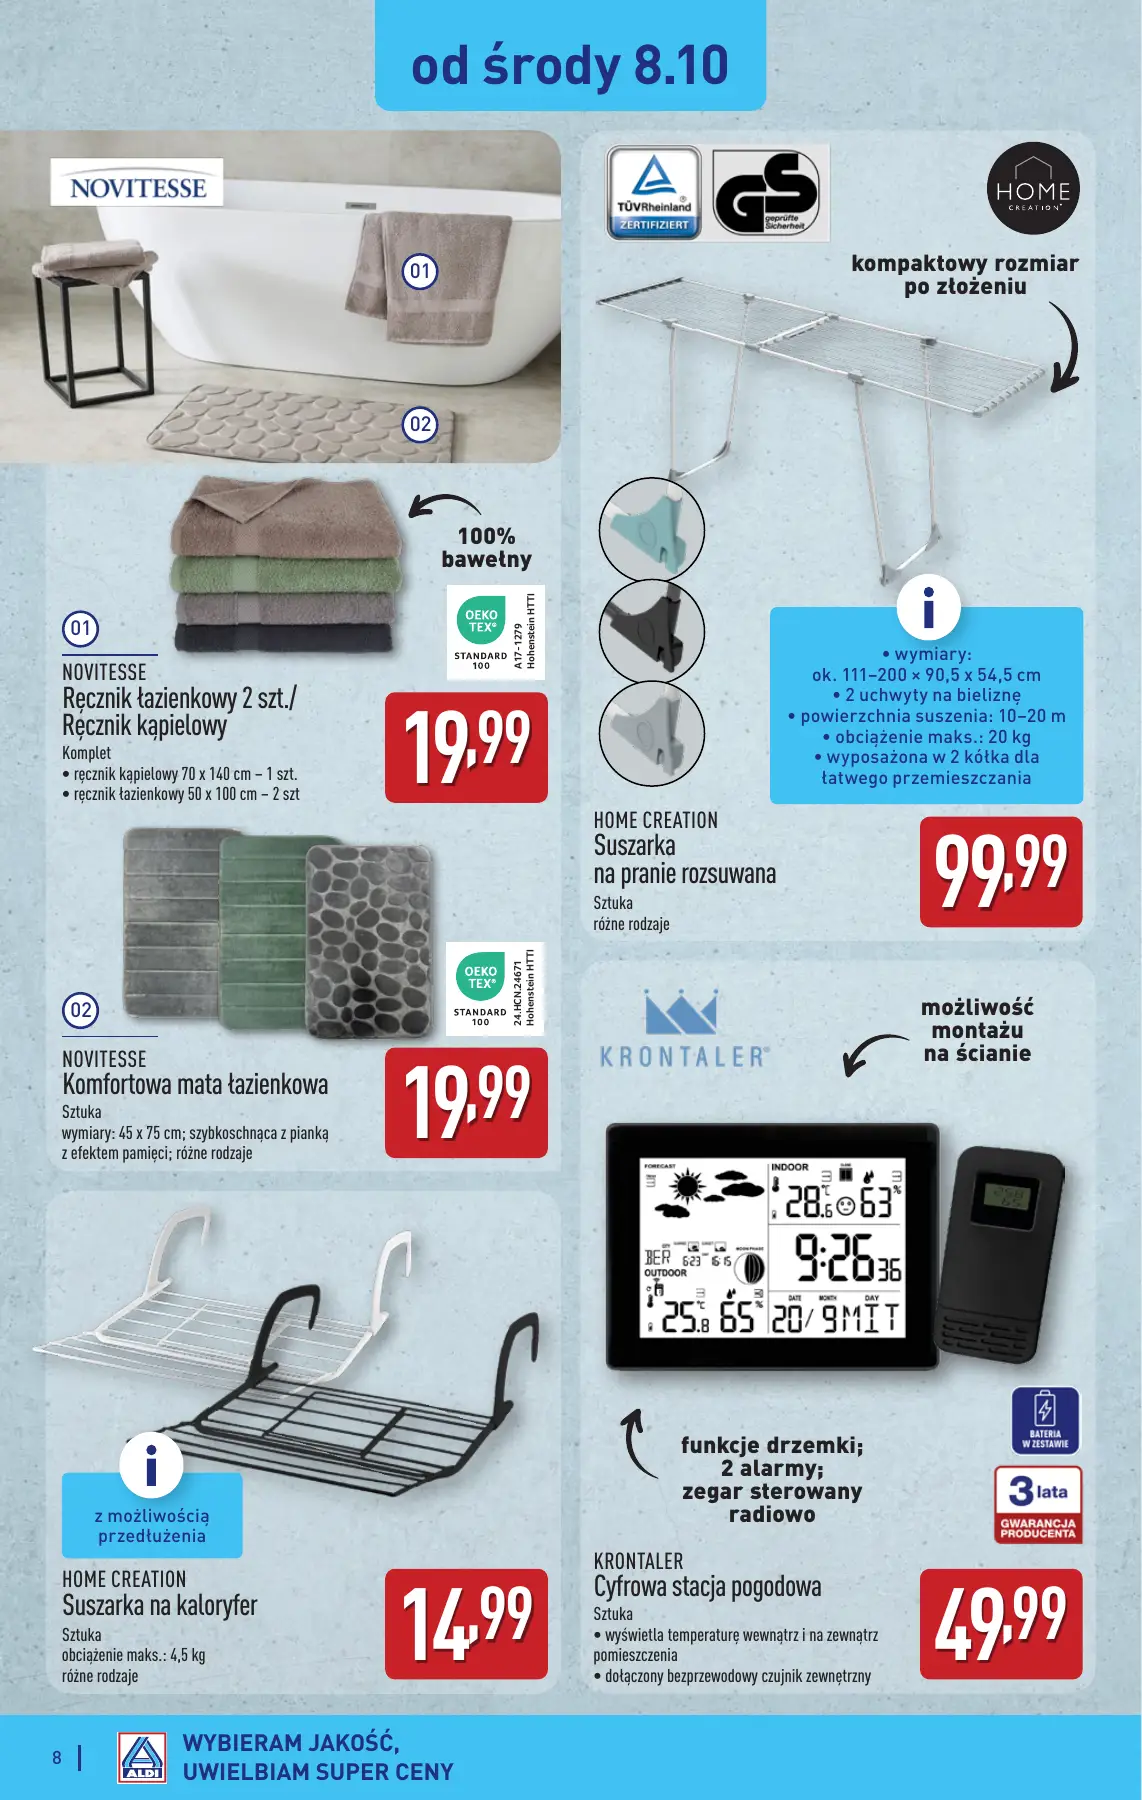 od środy 8.10
NOVITESSE
01
02
100%
bawełny
OEKO
TEX®
STANDARD
100
A17-1279
Hohenstein HTTI
01
NOVITESSE
Ręcznik łazienkowy 2 szt./
Ręcznik kąpielowy
Komplet
• ręcznik kąpielowy 70 x 140 cm – 1 szt.
• ręcznik łazienkowy 50 x 100 cm – 2 szt
19,99
OEKO
TEX®
STANDARD
100
24.HCN.24671
Hohenstein HTTI
02
NOVITESSE
Komfortowa mata łazienkowa
Sztuka
wymiary: 45 x 75 cm; szybkoschnąca z pianką
z efektem pamięci; różne rodzaje
19,99
i
z możliwością
przedłużenia
HOME CREATION
Suszarka na kaloryfer
Sztuka
obciążenie maks.: 4,5 kg
różne rodzaje
14,99
TÜVRheinland
ZERTIFIZIERT
GS
geprüfte
Sicherheit
HOME
CREATION
kompaktowy rozmiar
po złożeniu
i
• wymiary:
ok. 111–200 × 90,5 x 54,5 cm
• 2 uchwyty na bieliznę
• powierzchnia suszenia: 10–20 m
• obciążenie maks.: 20 kg
• wyposażona w 2 kółka dla
łatwego przemieszczania
HOME CREATION
Suszarka
na pranie rozsuwana
Sztuka
różne rodzaje
99,99
KRONTALER®
możliwość
montażu
na ścianie
FORECAST
INDOOR
28.6 °C 63%
BER 6:23 16:15
MOON PHASE
OUTDOOR
9:26 36
25.8 °C 65%
DATE MONTH DAY
20/ 9 MIT
funkcje drzemki;
2 alarmy;
zegar sterowany
radiowo
BATERIA
W ZESTAWIE
3 lata
GWARANCJA
PRODUCENTA
KRONTALER
Cyfrowa stacja pogodowa
Sztuka
• wyświetla temperaturę wewnątrz i na zewnątrz
pomieszczenia
• dołączony bezprzewodowy czujnik zewnętrzny
49,99
8
ALDI
WYBIERAM JAKOŚĆ,
UWIELBIAM SUPER CENY